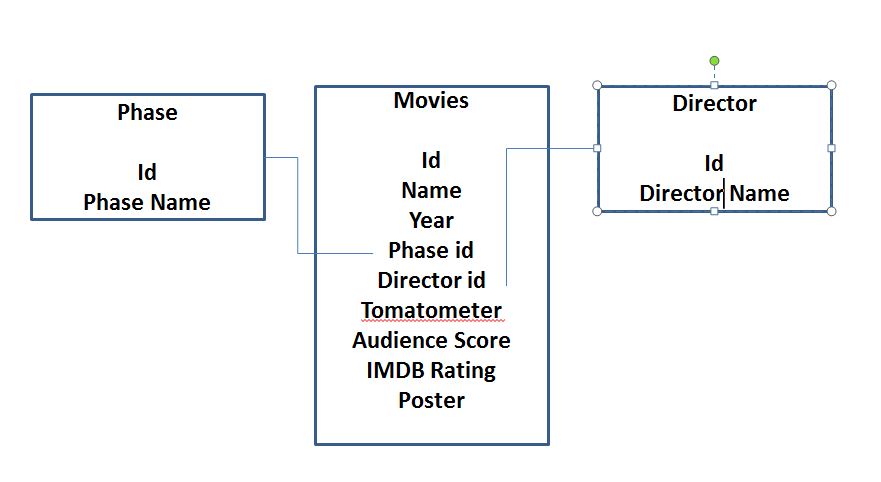 Phase
Id
Phase Name
Movies
Id
Name
Year
Phase id
Director id
Tomatometer
Audience Score
IMDB Rating
Poster
Director
Id
Director Name